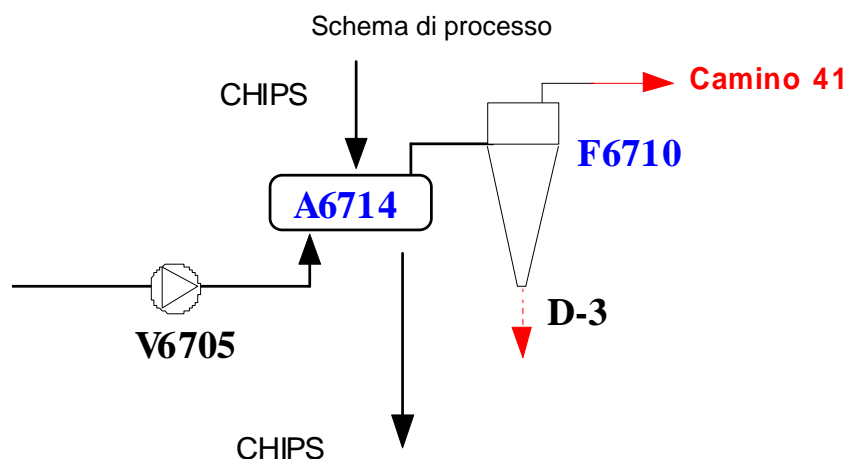 Schema di processo
Camino 41
CHIPS
F6710
A6714
D-3
V6705
CHIPS